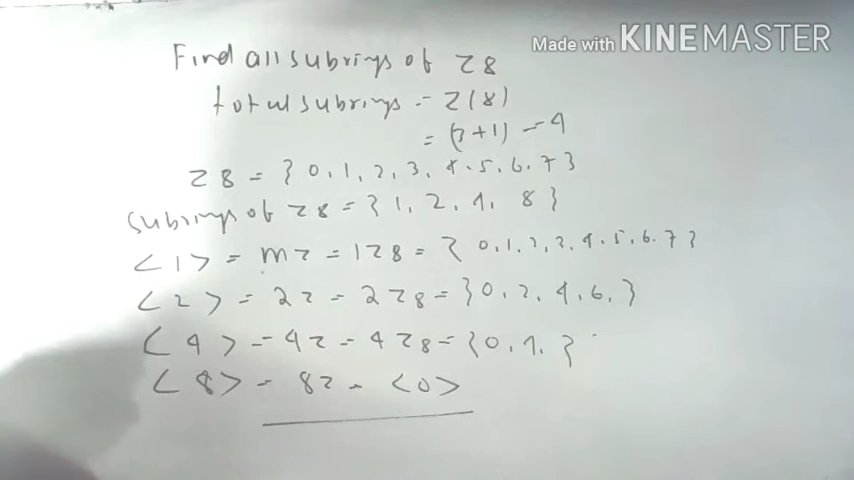 Made with KINEMASTER
Find all subrings of Z8
total subrings = Z(8)
= (3+1) = 4
Z8 = {0, 1, 2, 3, 4, 5, 6, 7}
subrings of Z8 = {1, 2, 4, 8}
<1> = mZ = 1Z8 = {0, 1, 2, 3, 4, 5, 6, 7}
<2> = 2Z = 2Z8 = {0, 2, 4, 6, }
<4> = 4Z = 4Z8 = {0, 4, }
<8> = 8Z = <0>